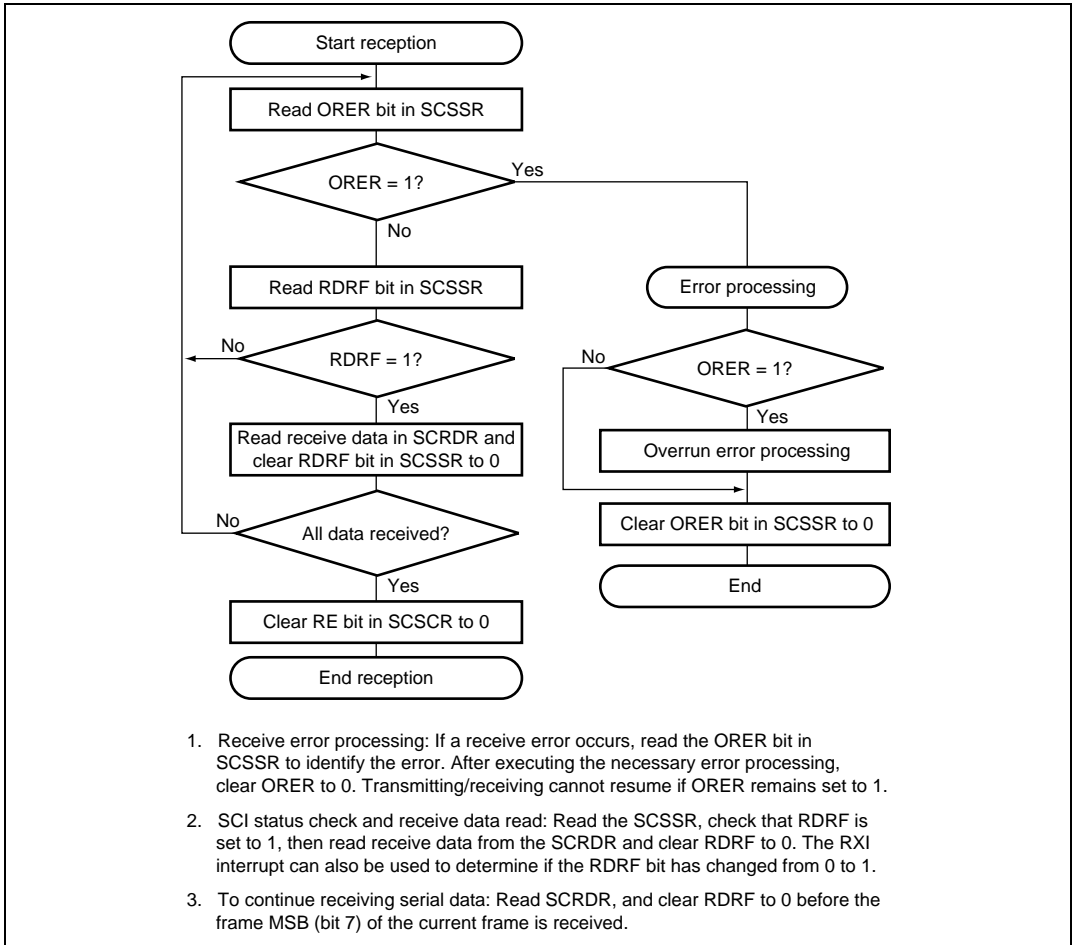 Start reception
Read ORER bit in SCSSR
ORER = 1?
Yes
No
Read RDRF bit in SCSSR
RDRF = 1?
No
Yes
Read receive data in SCRDR and
clear RDRF bit in SCSSR to 0
All data received?
No
Yes
Clear RE bit in SCSCR to 0
End reception
Error processing
ORER = 1?
No
Yes
Overrun error processing
Clear ORER bit in SCSSR to 0
End
1. Receive error processing: If a receive error occurs, read the ORER bit in
SCSSR to identify the error. After executing the necessary error processing,
clear ORER to 0. Transmitting/receiving cannot resume if ORER remains set to 1.
2. SCI status check and receive data read: Read the SCSSR, check that RDRF is
set to 1, then read receive data from the SCRDR and clear RDRF to 0. The RXI
interrupt can also be used to determine if the RDRF bit has changed from 0 to 1.
3. To continue receiving serial data: Read SCRDR, and clear RDRF to 0 before the
frame MSB (bit 7) of the current frame is received.